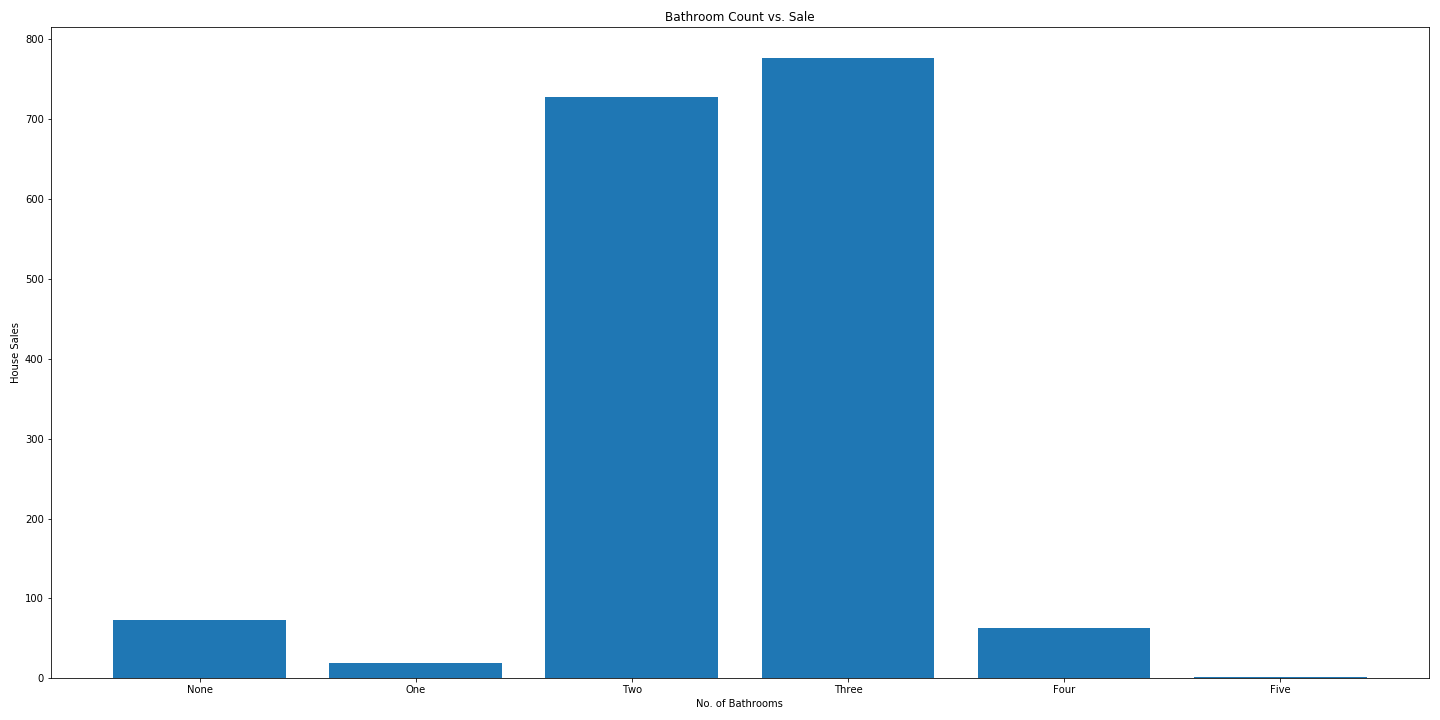 Bathroom Count vs. Sale
800
700
600
500
400
300
200
100
0
House Sales
None One Two Three Four Five
No. of Bathrooms